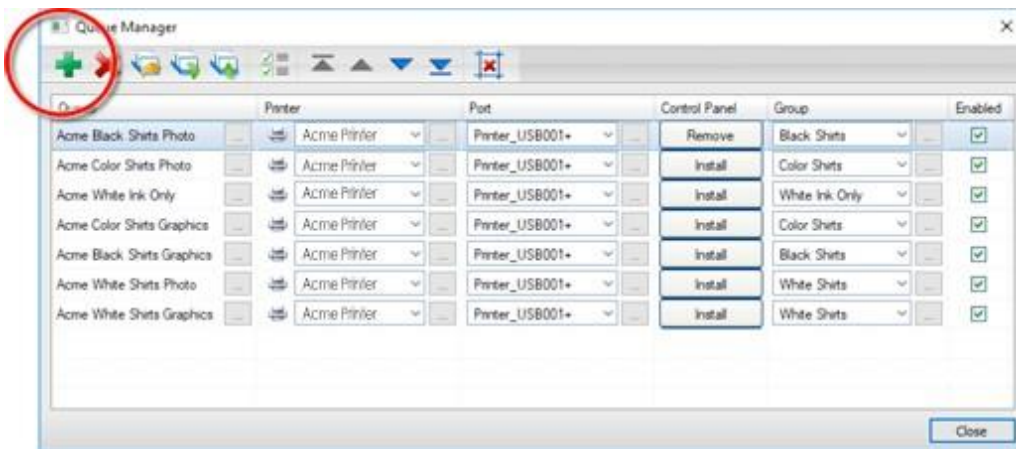 Queue Manager
Queue Printer Port Control Panel Group Enabled
Acme Black Shirts Photo ... Acme Printer ... Printer_USB001+ ... Remove Black Shirts ...
Acme Color Shirts Photo ... Acme Printer ... Printer_USB001+ ... Install Color Shirts ...
Acme White Ink Only ... Acme Printer ... Printer_USB001+ ... Install White Ink Only ...
Acme Color Shirts Graphics ... Acme Printer ... Printer_USB001+ ... Install Color Shirts ...
Acme Black Shirts Graphics ... Acme Printer ... Printer_USB001+ ... Install Black Shirts ...
Acme White Shirts Photo ... Acme Printer ... Printer_USB001+ ... Install White Shirts ...
Acme White Shirts Graphics ... Acme Printer ... Printer_USB001+ ... Install White Shirts ...
Close